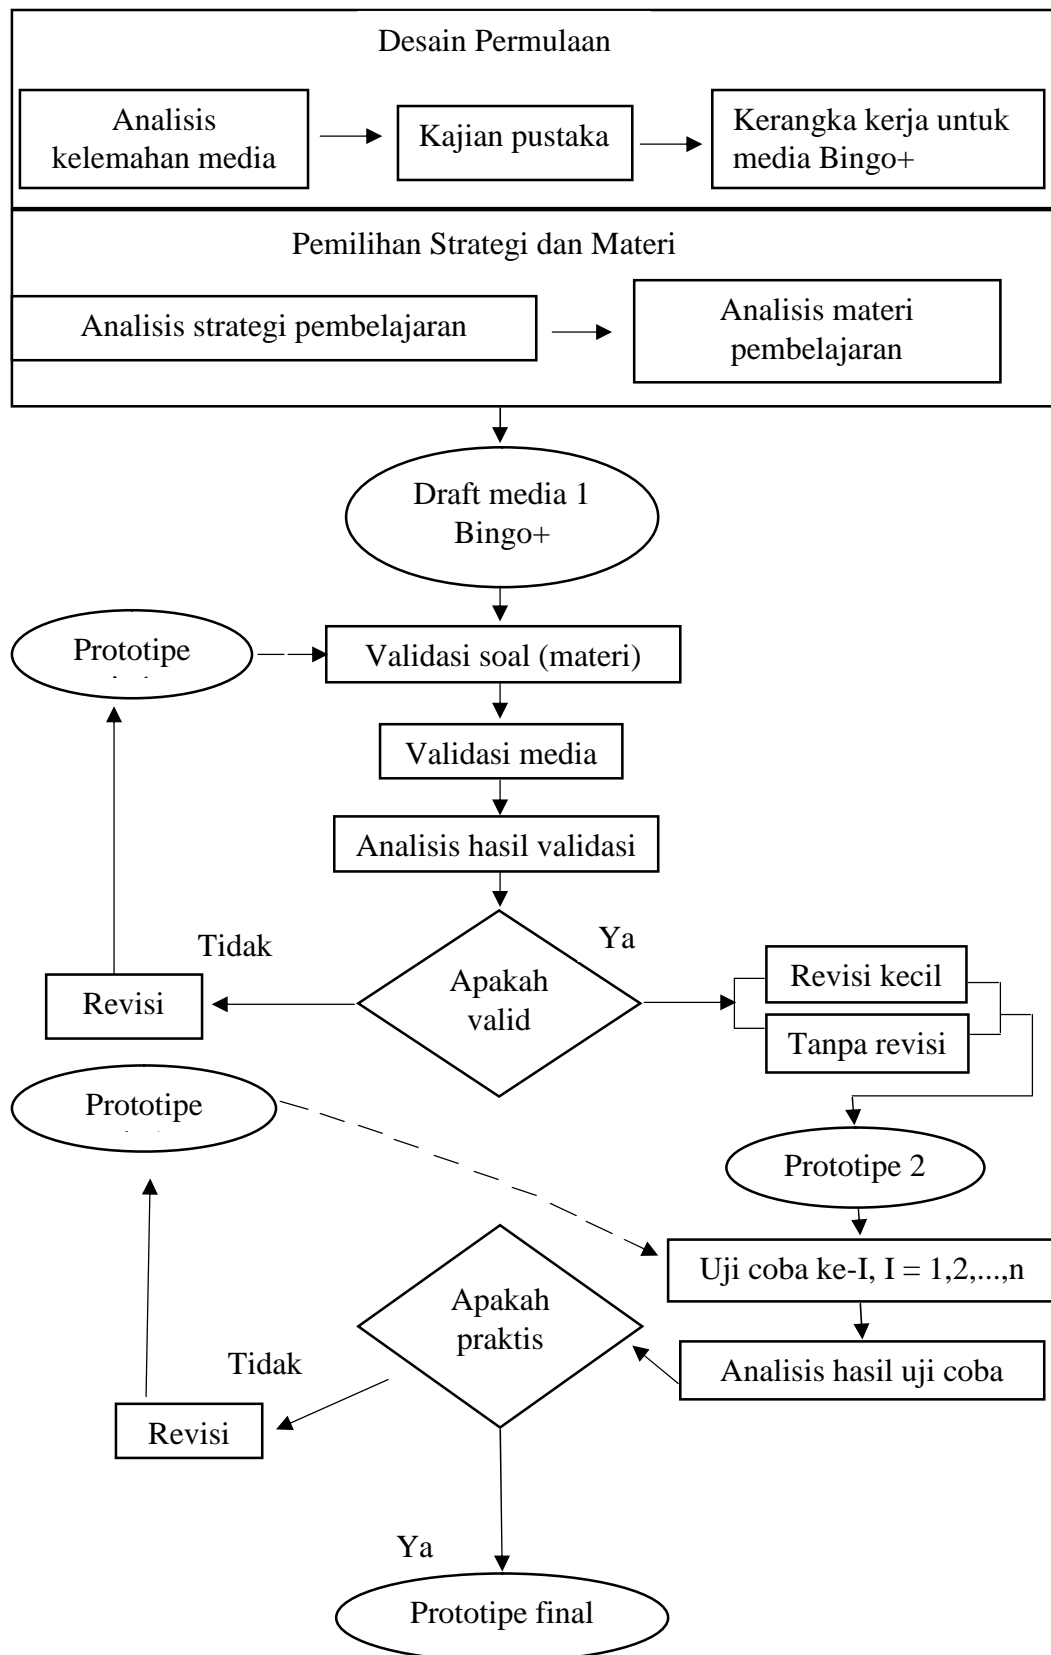 Desain Permulaan
Analisis
kelemahan media
Kajian pustaka
Kerangka kerja untuk
media Bingo+
Pemilihan Strategi dan Materi
Analisis strategi pembelajaran
Analisis materi
pembelajaran
Draft media 1
Bingo+
Prototipe
Validasi soal (materi)
Validasi media
Analisis hasil validasi
Tidak
Ya
Apakah
valid
Revisi
Revisi kecil
Tanpa revisi
Prototipe
Prototipe 2
Uji coba ke-I, I = 1,2,...,n
Apakah
praktis
Analisis hasil uji coba
Tidak
Revisi
Ya
Prototipe final